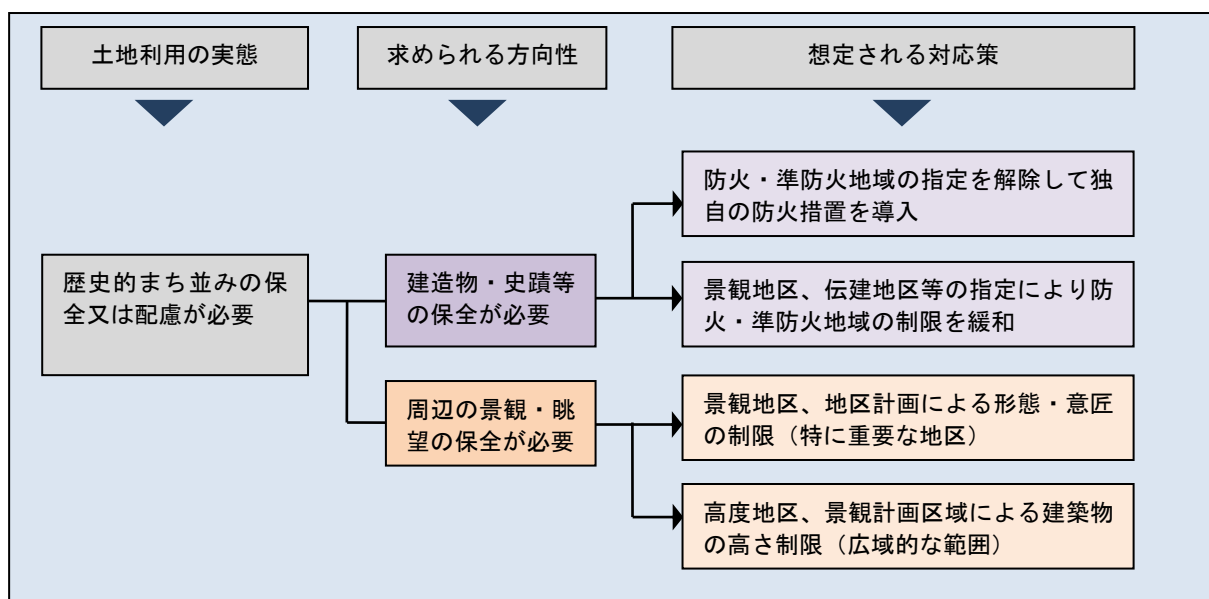 土地利用の実態
求められる方向性
想定される対応策
歴史的まち並みの保
全又は配慮が必要
建造物・史蹟等
の保全が必要
防火・準防火地域の指定を解除して独
自の防火措置を導入
景観地区、伝建地区等の指定により防
火・準防火地域の制限を緩和
周辺の景観・眺
望の保全が必要
景観地区、地区計画による形態・意匠
の制限（特に重要な地区）
高度地区、景観計画区域による建築物
の高さ制限（広域的な範囲）